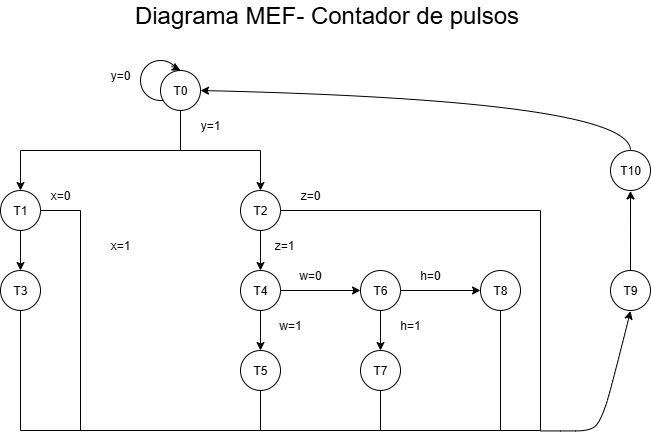 Diagrama MEF- Contador de pulsos
y=0
T0
y=1
T10
x=0
z=0
T1
T2
x=1
z=1
w=0
h=0
T3
T4
T6
T8
T9
w=1
h=1
T5
T7